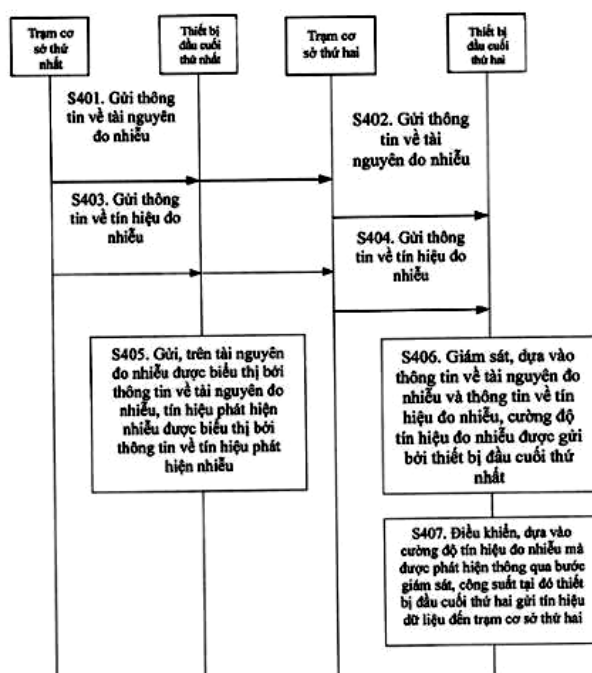 Trạm cơ
sở thứ
nhất
Thiết bị
đầu cuối
thứ nhất
Trạm cơ
sở thứ hai
Thiết bị
đầu cuối
thứ hai
S401. Gửi thông
tin về tài nguyên
đo nhiễu
S402. Gửi thông
tin về tài
nguyên đo nhiễu
S403. Gửi thông
tin về tín hiệu đo
nhiễu
S404. Gửi thông
tin về tín hiệu đo
nhiễu
S405. Gửi, trên tài nguyên
đo nhiễu được biểu thị bởi
thông tin về tài nguyên đo
nhiễu, tín hiệu phát hiện
nhiễu được biểu thị bởi
thông tin về tín hiệu phát
hiện nhiễu
S406. Giám sát, dựa vào
thông tin về tài nguyên đo
nhiễu và thông tin về tín
hiệu đo nhiễu, cường độ
tín hiệu đo nhiễu được gửi
bởi thiết bị đầu cuối thứ
nhất
S407. Điều khiển, dựa vào
cường độ tín hiệu đo nhiễu mà
được phát hiện thông qua bước
giám sát, công suất tại đó thiết
bị đầu cuối thứ hai gửi tín hiệu
dữ liệu đến trạm cơ sở thứ hai